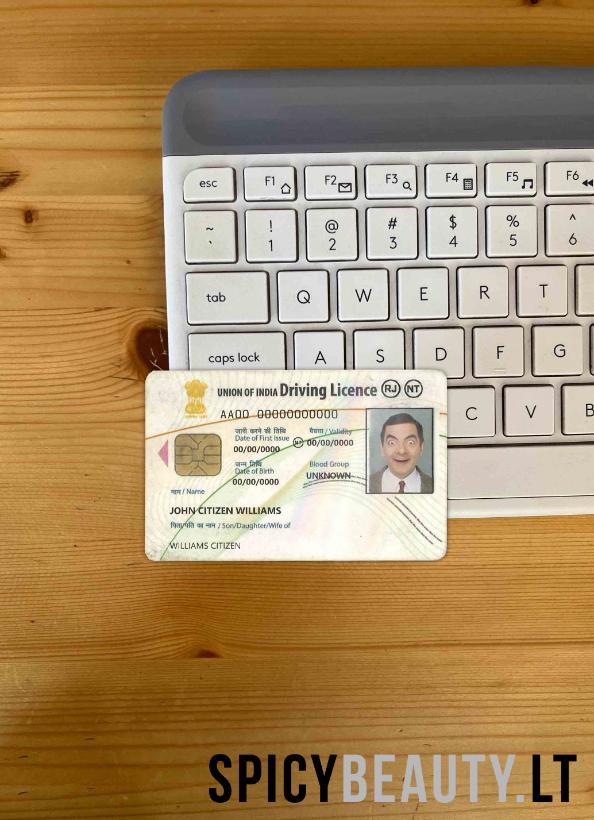 esc F1 F2 F3 F4 F5 F6
~ ! @ # $ % ^
` 1 2 3 4 5 6
tab Q W E R T
caps lock A S D F G
C V B
UNION OF INDIA Driving Licence RJ NT
AA00 00000000000
जारी करने की तिथि वैधता / Validity
Date of First Issue NT 00/00/0000
00/00/0000
जन्म तिथि Blood Group
Date of Birth UNKNOWN
00/00/0000
नाम / Name
JOHN CITIZEN WILLIAMS
पिता/पति का नाम / Son/Daughter/Wife of
WILLIAMS CITIZEN
SPICYBEAUTY.LT